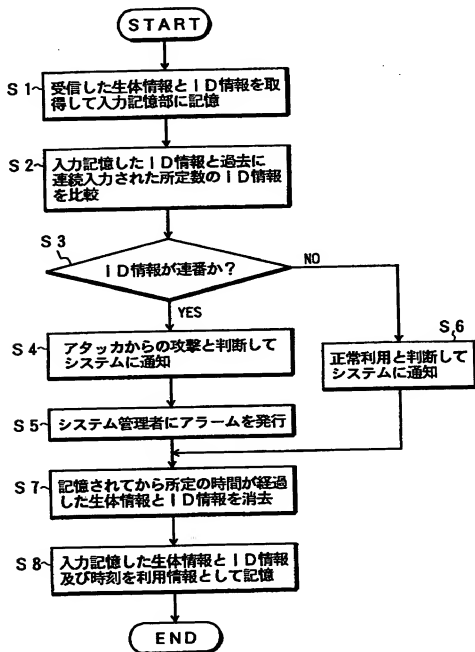 START
S1
受信した生体情報とID情報を取
得して入力記憶部に記憶
S2
入力記憶したID情報と過去に
連続入力された所定数のID情報
を比較
S3
ID情報が連番か?
NO
YES
S4
アタッカからの攻撃と判断して
システムに通知
S6
正常利用と判断して
システムに通知
S5
システム管理者にアラームを発行
S7
記憶されてから所定の時間が経過
した生体情報とID情報を消去
S8
入力記憶した生体情報とID情報
及び時刻を利用情報として記憶
END